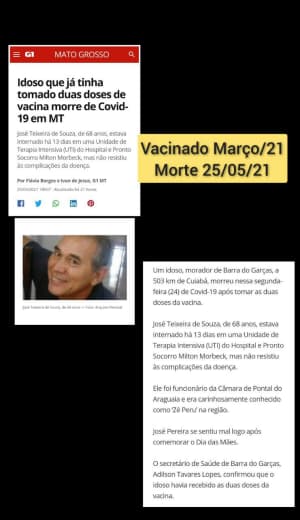 G1 MATO GROSSO
Idoso que já tinha
tomado duas doses de
vacina morre de Covid-
19 em MT
José Teixeira de Souza, de 68 anos, estava
internado há 13 dias em uma Unidade de
Terapia Intensiva (UTI) do Hospital e Pronto
Socorro Milton Morbeck, mas não resistiu
às complicações da doença.
Por Flávia Borges e Ivan de Jesus, G1 MT
Vacinado Março/21
Morte 25/05/21
José Teixeira de Souza, de 68 anos — Foto: Arquivo Pessoal
Um idoso, morador de Barra do Garças, a
503 km de Cuiabá, morreu nessa segunda-
feira (24) de Covid-19 após tomar as duas
doses da vacina.
José Teixeira de Souza, de 68 anos, estava
internado há 13 dias em uma Unidade de
Terapia Intensiva (UTI) do Hospital e Pronto
Socorro Milton Morbeck, mas não resistiu
às complicações da doença.
Ele foi funcionário da Câmara de Pontal do
Araguaia e era carinhosamente conhecido
como 'Zé Peru' na região.
José Pereira se sentiu mal logo após
comemorar o Dia das Mães.
O secretário de Saúde de Barra do Garças,
Adilson Tavares Lopes, confirmou que o
idoso havia recebido as duas doses da
vacina.